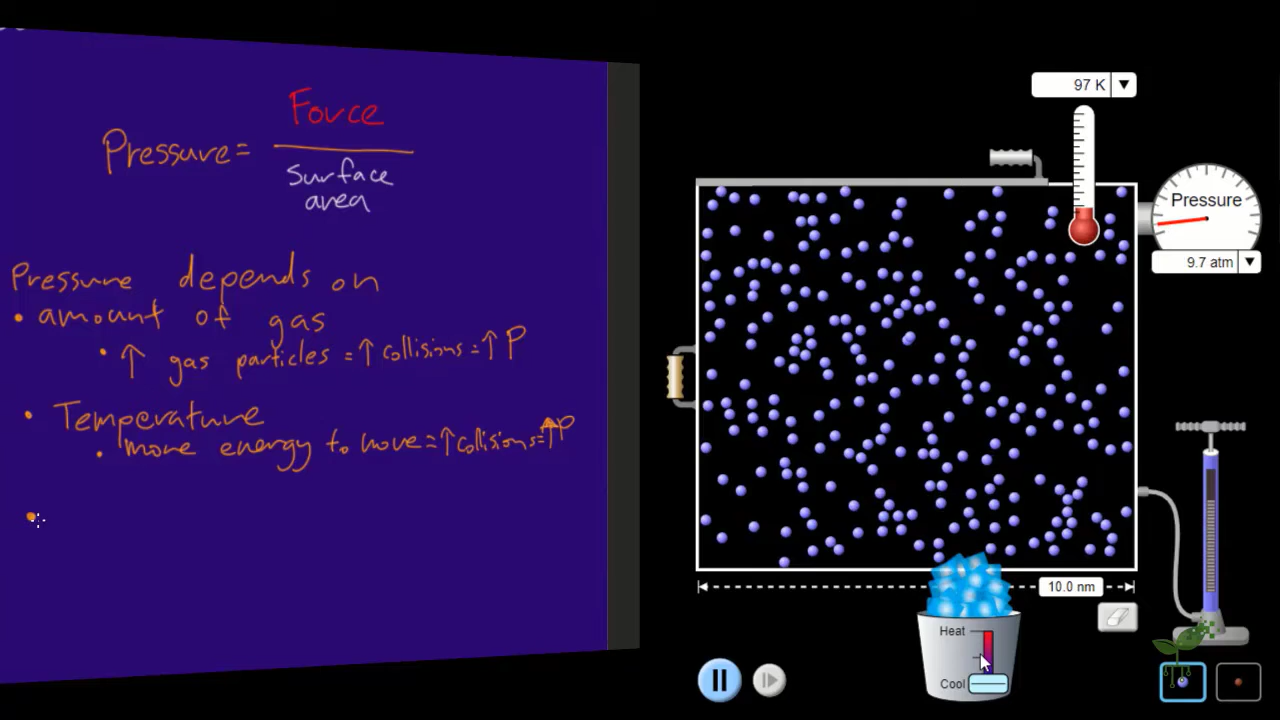 Pressure = Force
surface
area
Pressure depends on
• amount of gas
• ↑ gas particles = ↑ collisions = ↑ P
• Temperature
• more energy to move = ↑ collisions = ↑ P
97 K
Pressure
9.7 atm
10.0 nm
Heat
Cool